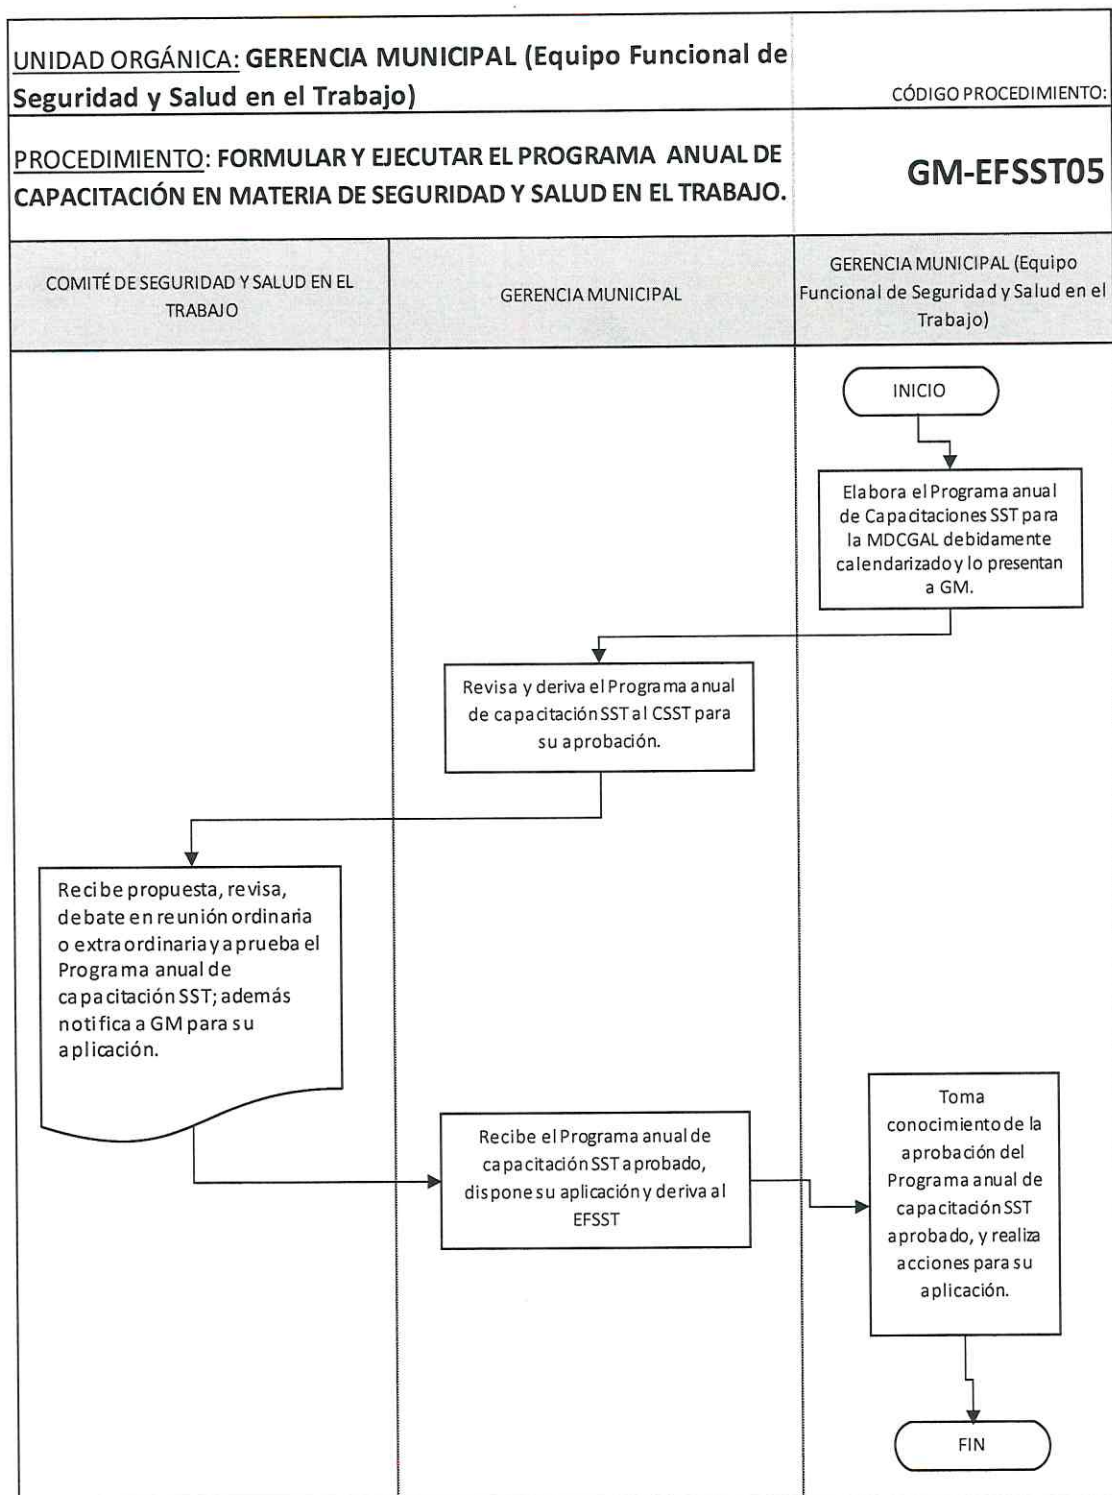 UNIDAD ORGÁNICA: GERENCIA MUNICIPAL (Equipo Funcional de
Seguridad y Salud en el Trabajo)
CÓDIGO PROCEDIMIENTO:
PROCEDIMIENTO: FORMULAR Y EJECUTAR EL PROGRAMA ANUAL DE
CAPACITACIÓN EN MATERIA DE SEGURIDAD Y SALUD EN EL TRABAJO.
GM-EFSST05
COMITÉ DE SEGURIDAD Y SALUD EN EL
TRABAJO
GERENCIA MUNICIPAL
GERENCIA MUNICIPAL (Equipo
Funcional de Seguridad y Salud en el
Trabajo)
INICIO
Elabora el Programa anual
de Capacitaciones SST para
la MDCGAL debidamente
calendarizado y lo presentan
a GM.
Revisa y deriva el Programa anual
de capacitación SST al CSST para
su aprobación.
Recibe propuesta, revisa,
debate en reunión ordinaria
o extraordinaria y aprueba el
Programa anual de
capacitación SST; además
notifica a GM para su
aplicación.
Recibe el Programa anual de
capacitación SST aprobado,
dispone su aplicación y deriva al
EFSST
Toma
conocimiento de la
aprobación del
Programa anual de
capacitación SST
aprobado, y realiza
acciones para su
aplicación.
FIN